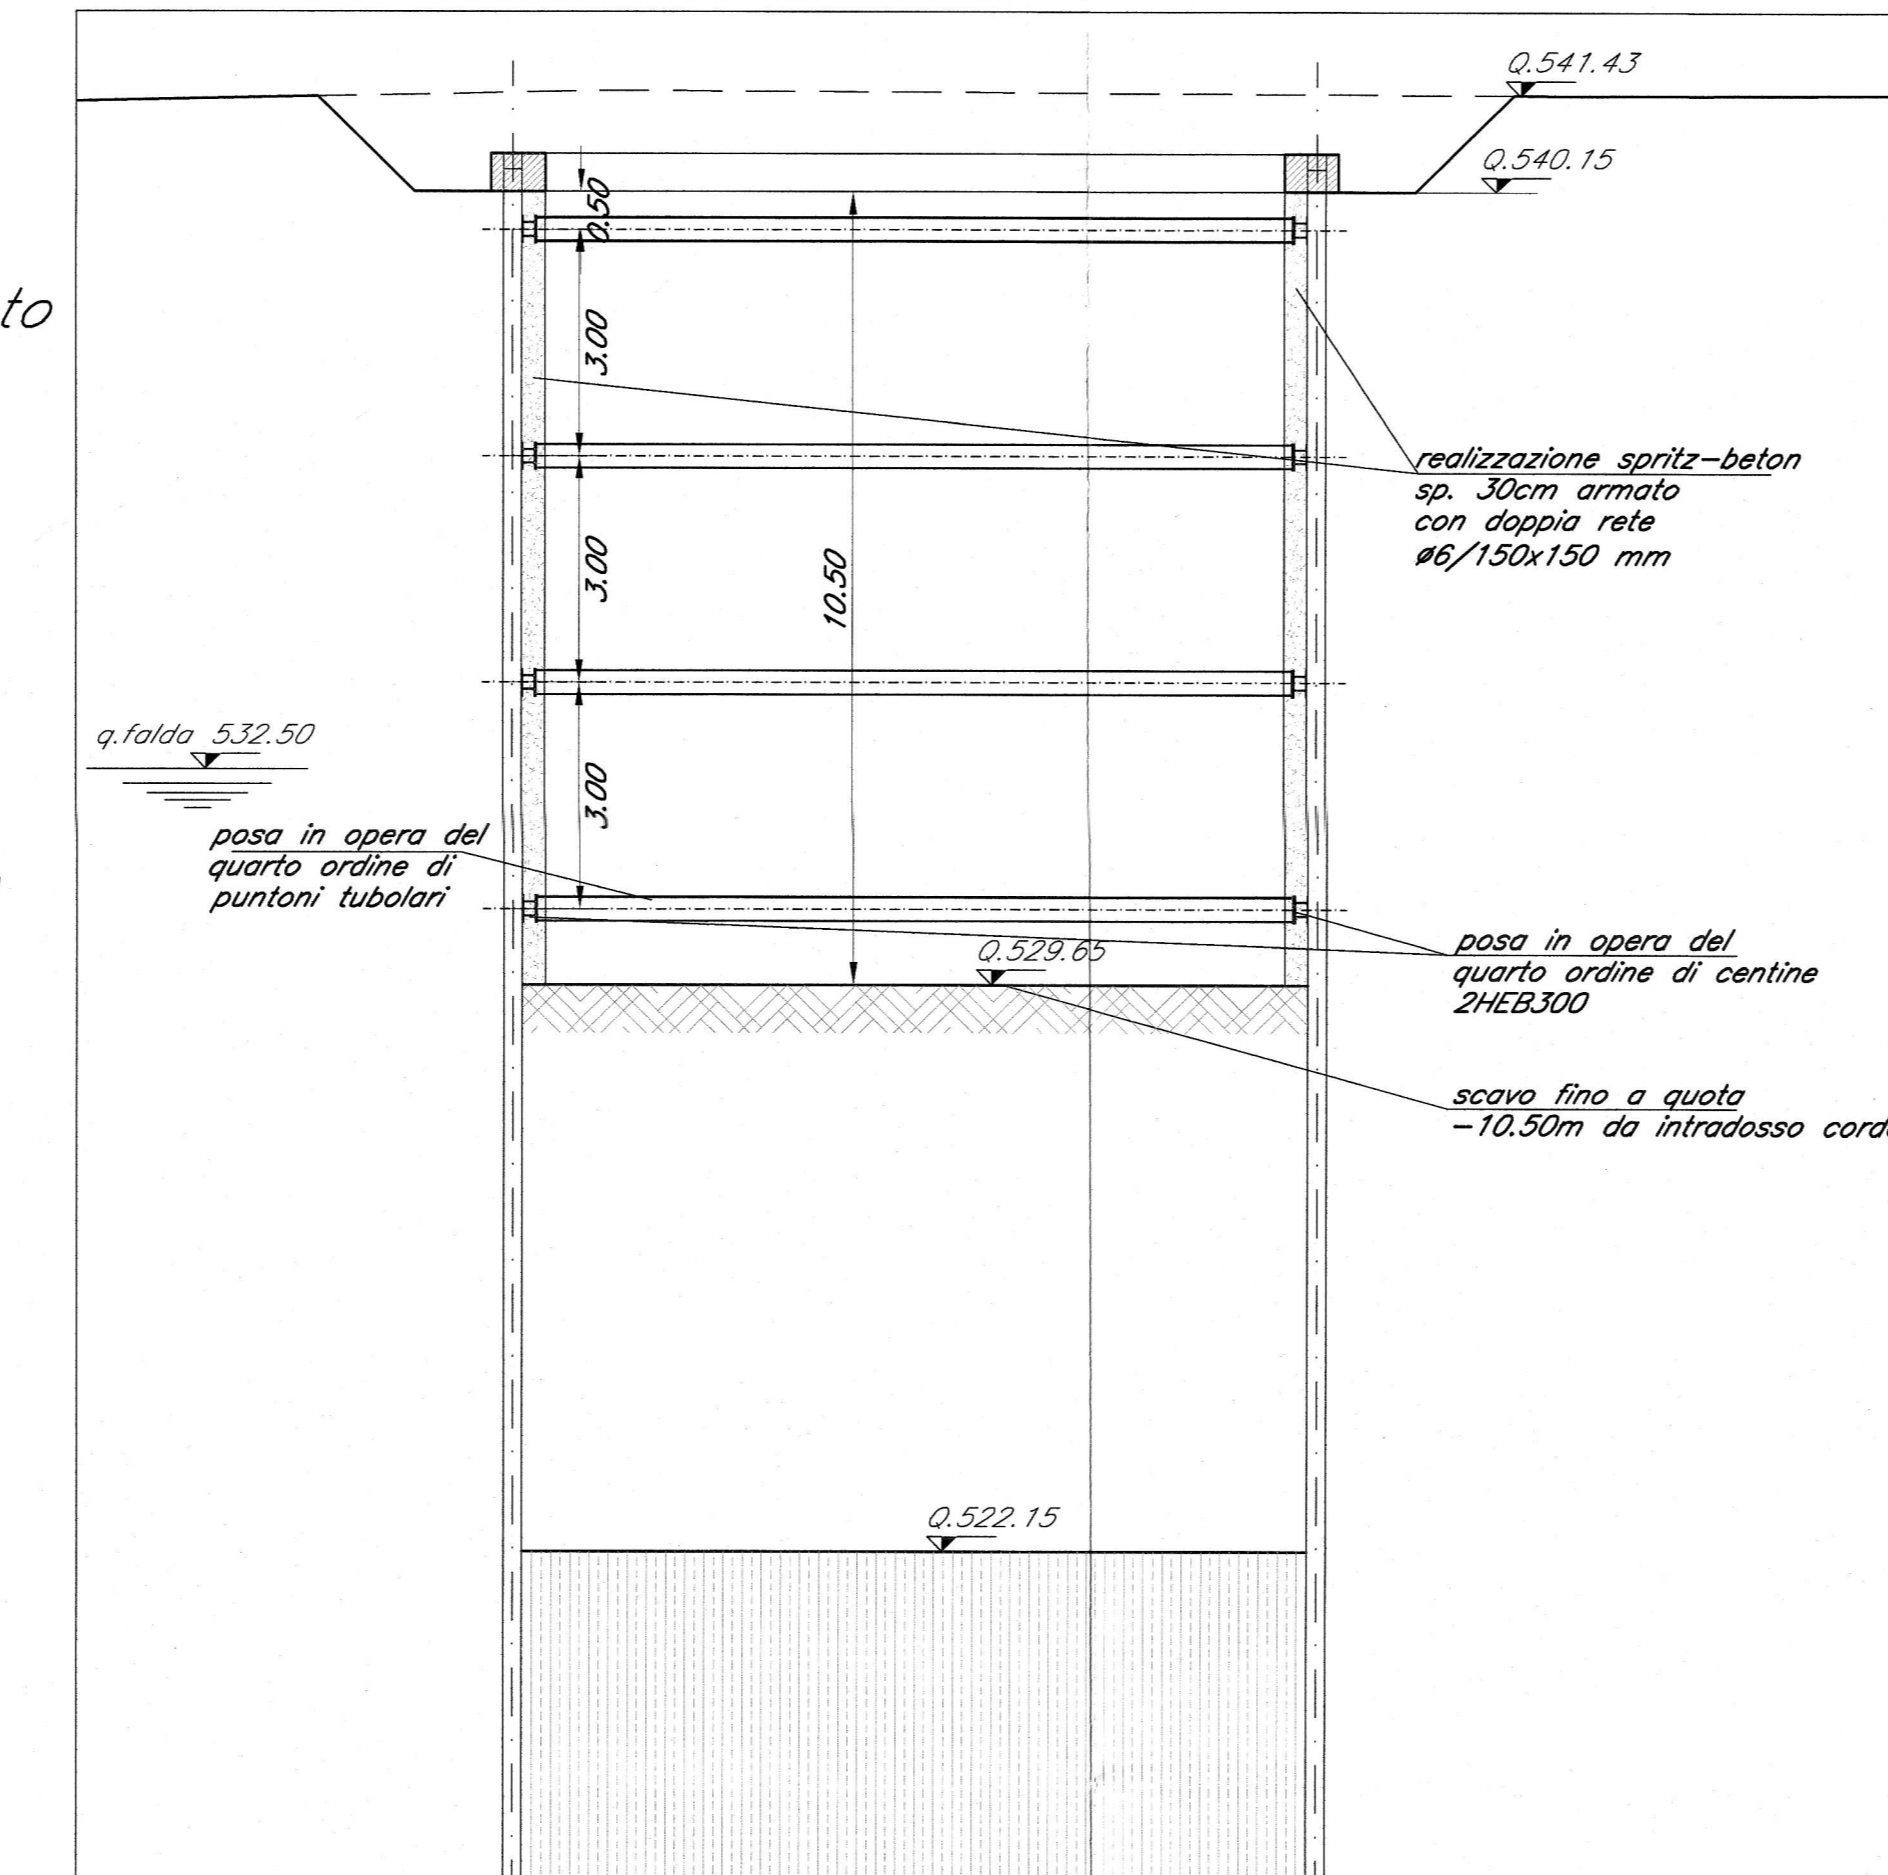 Q.541.43
Q.540.15
0.50
to
3.00
realizzazione spritz-beton
sp. 30cm armato
con doppia rete
ø6/150x150 mm
3.00
10.50
q.falda 532.50
3.00
posa in opera del
quarto ordine di
puntoni tubolari
Q.529.65
posa in opera del
quarto ordine di centine
2HEB300
scavo fino a quota
-10.50m da intradosso
Q.522.15